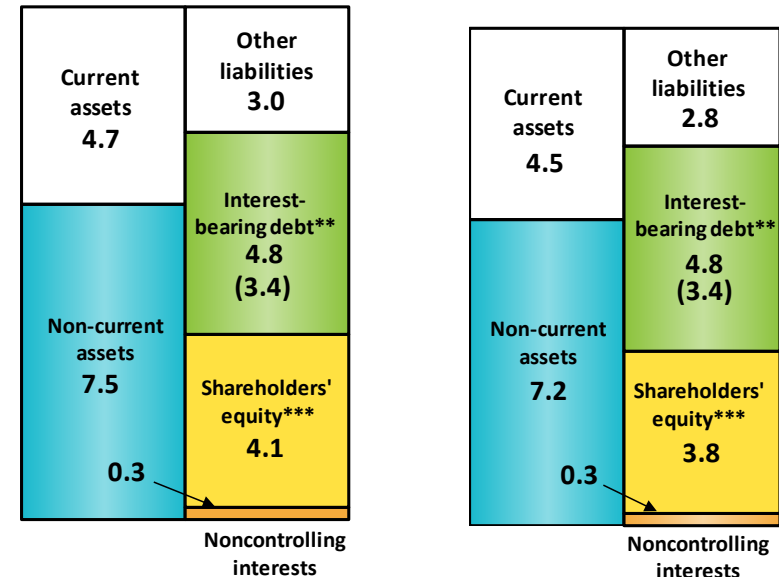 Current
assets
4.7
Other
liabilities
3.0
Interest-
bearing debt**
4.8
(3.4)
Non-current
assets
7.5
Shareholders'
equity***
4.1
0.3
Noncontrolling
interests
Current
assets
4.5
Other
liabilities
2.8
Interest-
bearing debt**
4.8
(3.4)
Non-current
assets
7.2
Shareholders'
equity***
3.8
0.3
Noncontrolling
interests